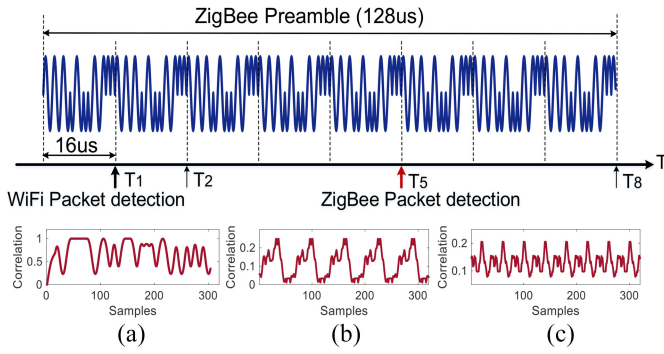 ZigBee Preamble (128us)
16us
T1
T2
T5
T8
T
WiFi Packet detection
ZigBee Packet detection
Correlation
1
0.5
0
0
100
200
300
Samples
(a)
Correlation
0.2
0.1
0
100
200
300
Samples
(b)
Correlation
0.2
0.1
100
200
300
Samples
(c)